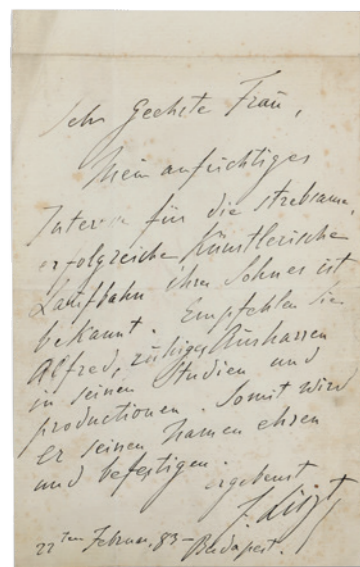 Sehr Geehrte Frau,
Mein aufrichtiges
Interesse für die strebsame,
erfolgreiche künstlerische
Laufbahn ihres Sohnes ist
bekannt. Empfehlen Sie
Alfred, ruhiges Ausharren
in seinen Studien und
productionen. Somit wird
er seinen Namen ehren
und befestigen.
ergebenst
F. Liszt
22ten Februar, 83 – Budapest.